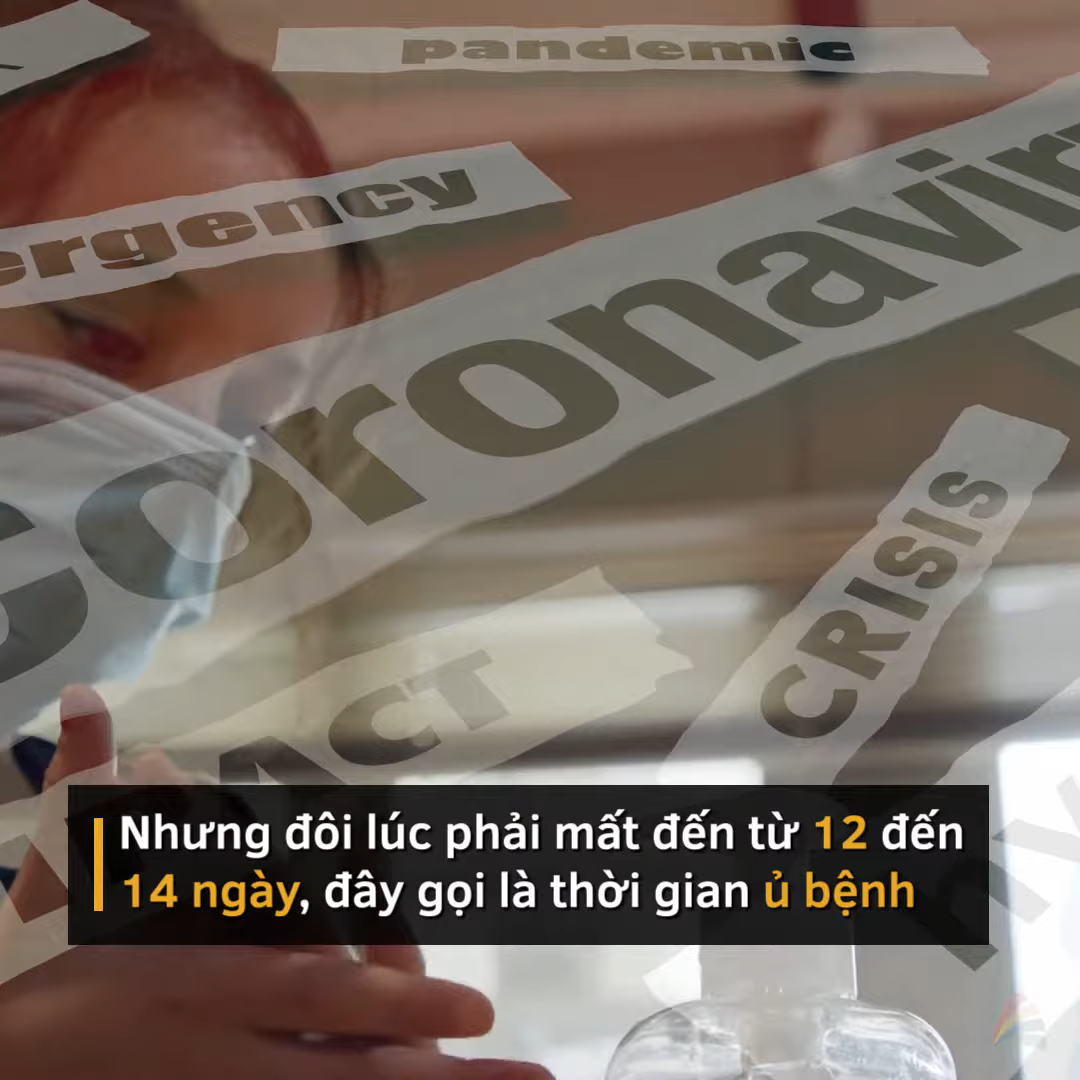 pandemic
ergency
Coronavir
CRISIS
ACT
Nhưng đôi lúc phải mất đến từ 12 đến
14 ngày, đây gọi là thời gian ủ bệnh